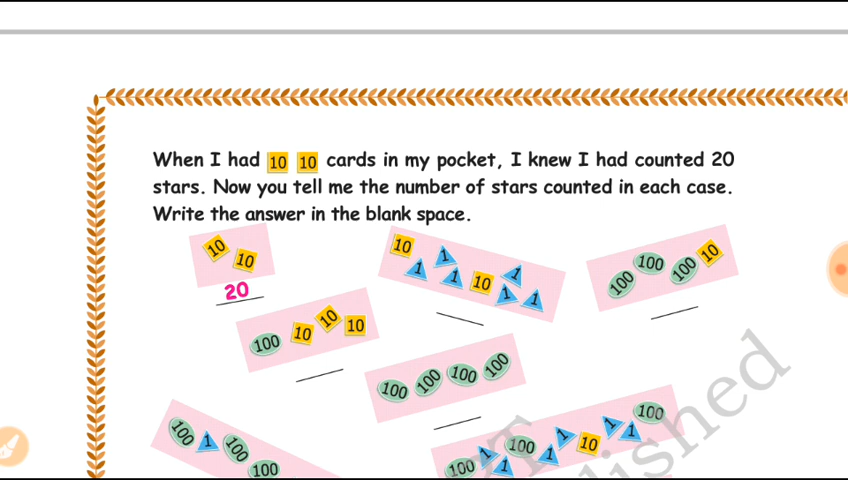 When I had 10 10 cards in my pocket, I knew I had counted 20
stars. Now you tell me the number of stars counted in each case.
Write the answer in the blank space.
10 10
20
10 1 1 1 10 1 1 1
100 100 100 10
100 10 10 10
100 100 100 100
100 1 100 100
100 1 1 100 1 1 10 1 1 100